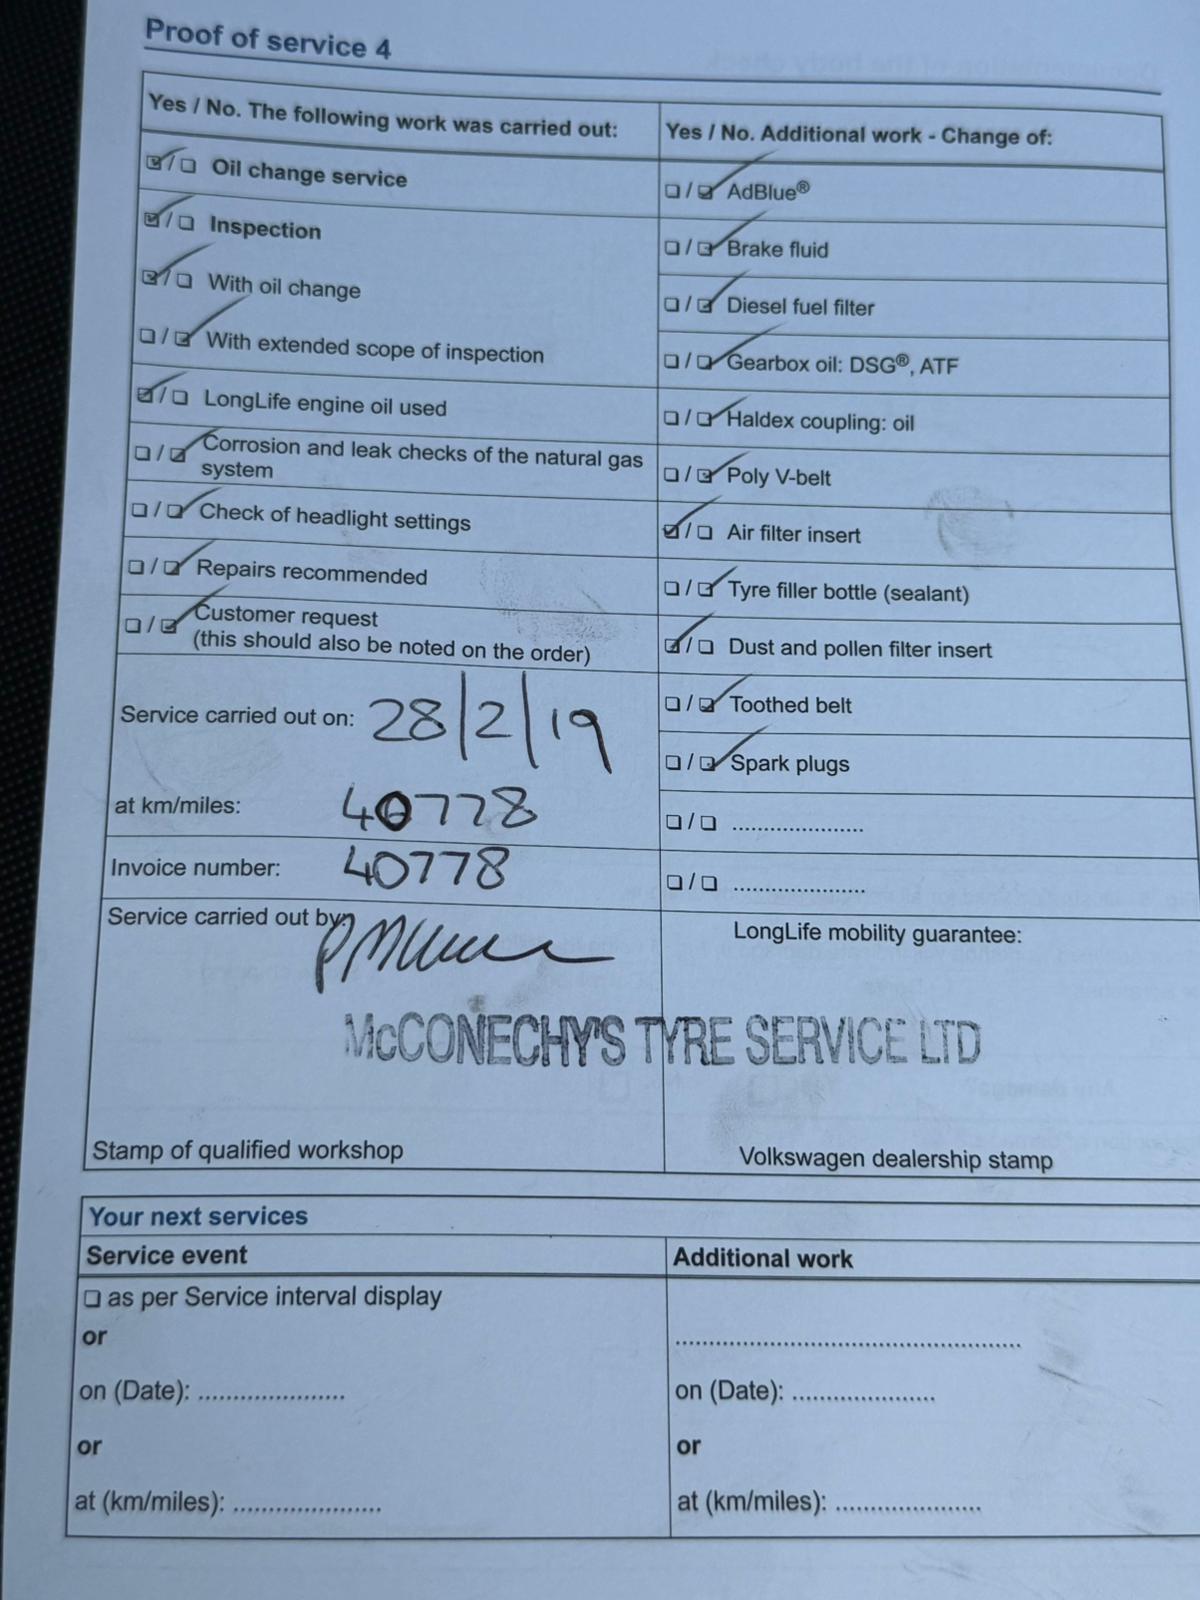 Proof of service 4
Yes / No. The following work was carried out:
Oil change service
Inspection
With oil change
With extended scope of inspection
LongLife engine oil used
Corrosion and leak checks of the natural gas
system
Check of headlight settings
Repairs recommended
Customer request
(this should also be noted on the order)
Service carried out on: 28/2/19
at km/miles: 40778
Invoice number: 40778
Service carried out by:
Yes / No. Additional work - Change of:
AdBlue®
Brake fluid
Diesel fuel filter
Gearbox oil: DSG®, ATF
Haldex coupling: oil
Poly V-belt
Air filter insert
Tyre filler bottle (sealant)
Dust and pollen filter insert
Toothed belt
Spark plugs
LongLife mobility guarantee:
McCONECHY'S TYRE SERVICE LTD
Stamp of qualified workshop
Volkswagen dealership stamp
Your next services
Service event
as per Service interval display
or
on (Date): .....................
or
at (km/miles): .....................
Additional work
on (Date): .....................
or
at (km/miles): .....................